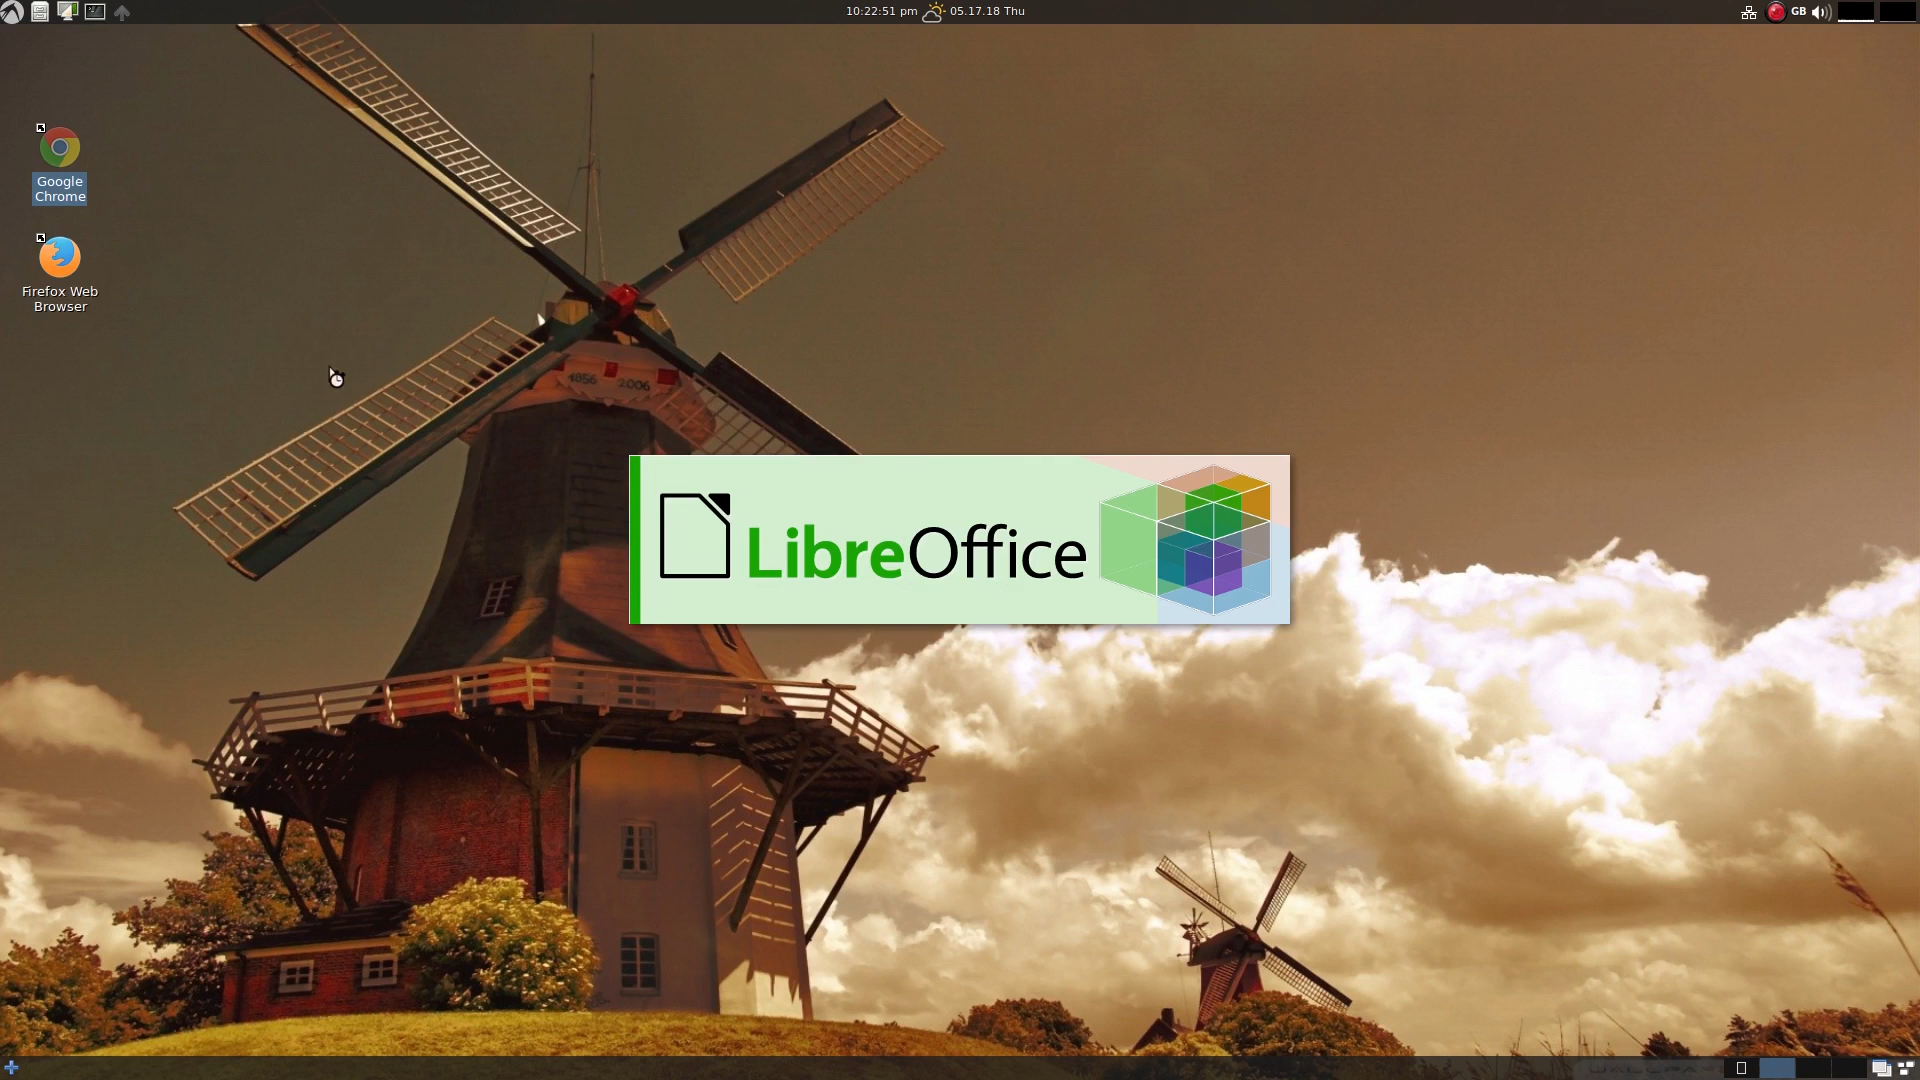 10:22:51 pm 05.17.18 Thu
GB
Google
Chrome
Firefox Web
Browser
1856 2006
LibreOffice